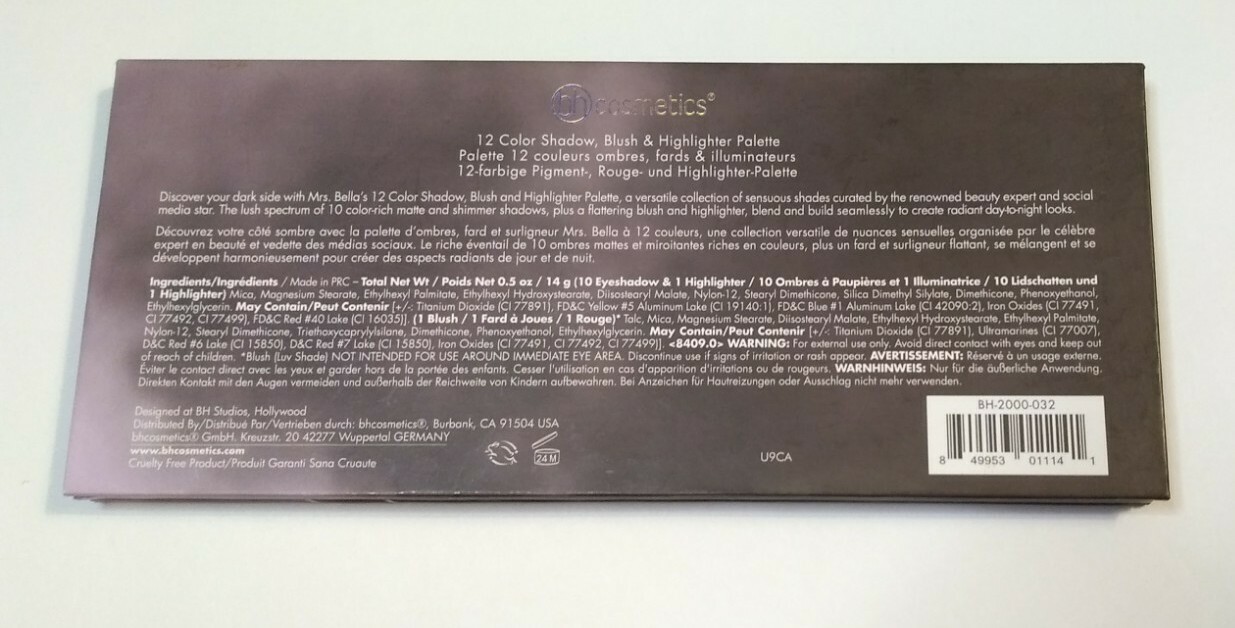 bh cosmetics®
12 Color Shadow, Blush & Highlighter Palette
Palette 12 couleurs ombres, fards & illuminateurs
12-farbige Pigment-, Rouge- und Highlighter-Palette
Discover your dark side with Mrs. Bella's 12 Color Shadow, Blush and Highlighter Palette, a versatile collection of sensuous shades curated by the renowned beauty expert and social
media star. The lush spectrum of 10 color-rich matte and shimmer shadows, plus a flattering blush and highlighter, blend and build seamlessly to create radiant day-to-night looks.
Découvrez votre côté sombre avec la palette d'ombres, fard et surligneur Mrs. Bella à 12 couleurs, une collection versatile de nuances sensuelles organisée par le célèbre
expert en beauté et vedette des médias sociaux. Le riche éventail de 10 ombres mattes et miroitantes riches en couleurs, plus un fard et surligneur flattant, se mélangent et se
développent harmonieusement pour créer des aspects radiants de jour et de nuit.
Ingredients/Ingrédients / Made in PRC – Total Net Wt / Poids Net 0.5 oz / 14 g (10 Eyeshadow & 1 Highlighter / 10 Ombres à Paupières et 1 Illuminatrice / 10 Lidschatten und
1 Highlighter) Mica, Magnesium Stearate, Ethylhexyl Palmitate, Ethylhexyl Hydroxystearate, Diisostearyl Malate, Nylon-12, Stearyl Dimethicone, Silica Dimethyl Silylate, Dimethicone, Phenoxyethanol,
Ethylhexylglycerin. May Contain/Peut Contenir [+/-: Titanium Dioxide (CI 77891), FD&C Yellow #5 Aluminum Lake (CI 19140:1), FD&C Blue #1 Aluminum Lake (CI 42090-2), Iron Oxides (CI 77491,
CI 77492, CI 77499), FD&C Red #40 Lake (CI 16035)]. (1 Blush / 1 Fard à Joues / 1 Rouge)* Talc, Mica, Magnesium Stearate, Diisostearyl Malate, Ethylhexyl Hydroxystearate, Ethylhexyl Palmitate,
Nylon-12, Stearyl Dimethicone, Triethoxycaprylylsilane, Dimethicone, Phenoxyethanol, Ethylhexylglycerin. May Contain/Peut Contenir [+/-: Titanium Dioxide (CI 77891), Ultramarines (CI 77007),
D&C Red #6 Lake (CI 15850), D&C Red #7 Lake (CI 15850), Iron Oxides (CI 77491, CI 77492, CI 77499)]. <8409.0> WARNING: For external use only. Avoid direct contact with eyes and keep out
of reach of children. *Blush (Luv Shade) NOT INTENDED FOR USE AROUND IMMEDIATE EYE AREA. Discontinue use if signs of irritation or rash appear. AVERTISSEMENT: Réservé à un usage externe.
Éviter le contact direct avec les yeux et garder hors de la portée des enfants. Cesser l'utilisation en cas d'apparition d'irritations ou de rougeurs. WARNHINWEIS: Nur für die äußerliche Anwendung.
Direkten Kontakt mit den Augen vermeiden und außerhalb der Reichweite von Kindern aufbewahren. Bei Anzeichen für Hautreizungen oder Ausschlag nicht mehr verwenden.
Designed at BH Studios, Hollywood
Distributed By/Distribué Par/Vertrieben durch: bhcosmetics®, Burbank, CA 91504 USA
bhcosmetics® GmbH. Kreuzstr. 20 42277 Wuppertal GERMANY
www.bhcosmetics.com
Cruelty Free Product/Produit Garanti Sana Cruaute
24 M
U9CA
BH-2000-032
8 49953 01114 1